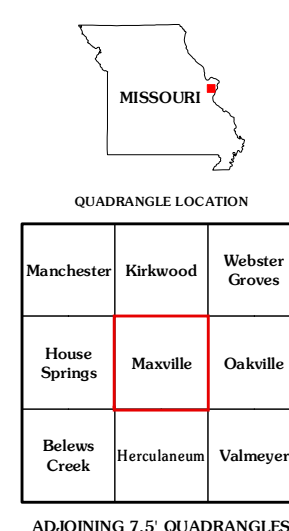 MISSOURI
QUADRANGLE LOCATION
Manchester
Kirkwood
Webster
Groves
House
Springs
Maxville
Oakville
Belews
Creek
Herculaneum
Valmeyer
ADJOINING 7.5' QUADRANGLES